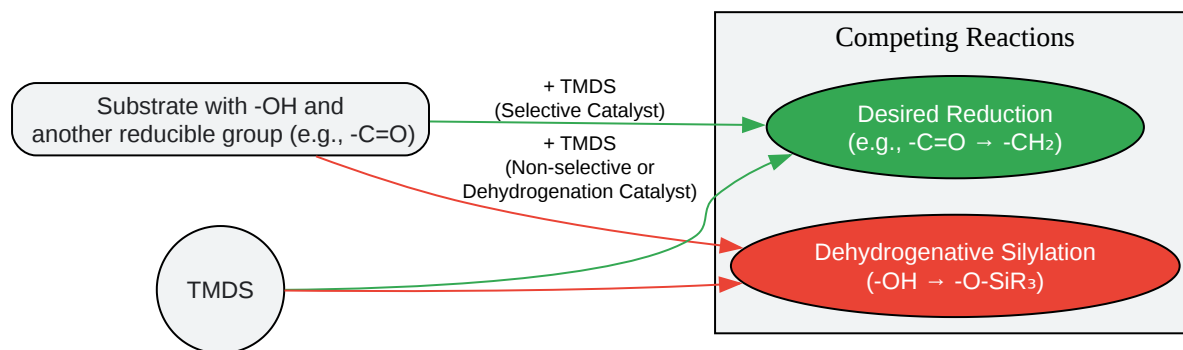 Competing Reactions
Substrate with -OH and
another reducible group (e.g., -C=O)
+ TMDS
(Selective Catalyst)
+ TMDS
(Non-selective or
Dehydrogenation Catalyst)
Desired Reduction
(e.g., -C=O → -CH₂)
TMDS
Dehydrogenative Silylation
(-OH → -O-SiR₃)